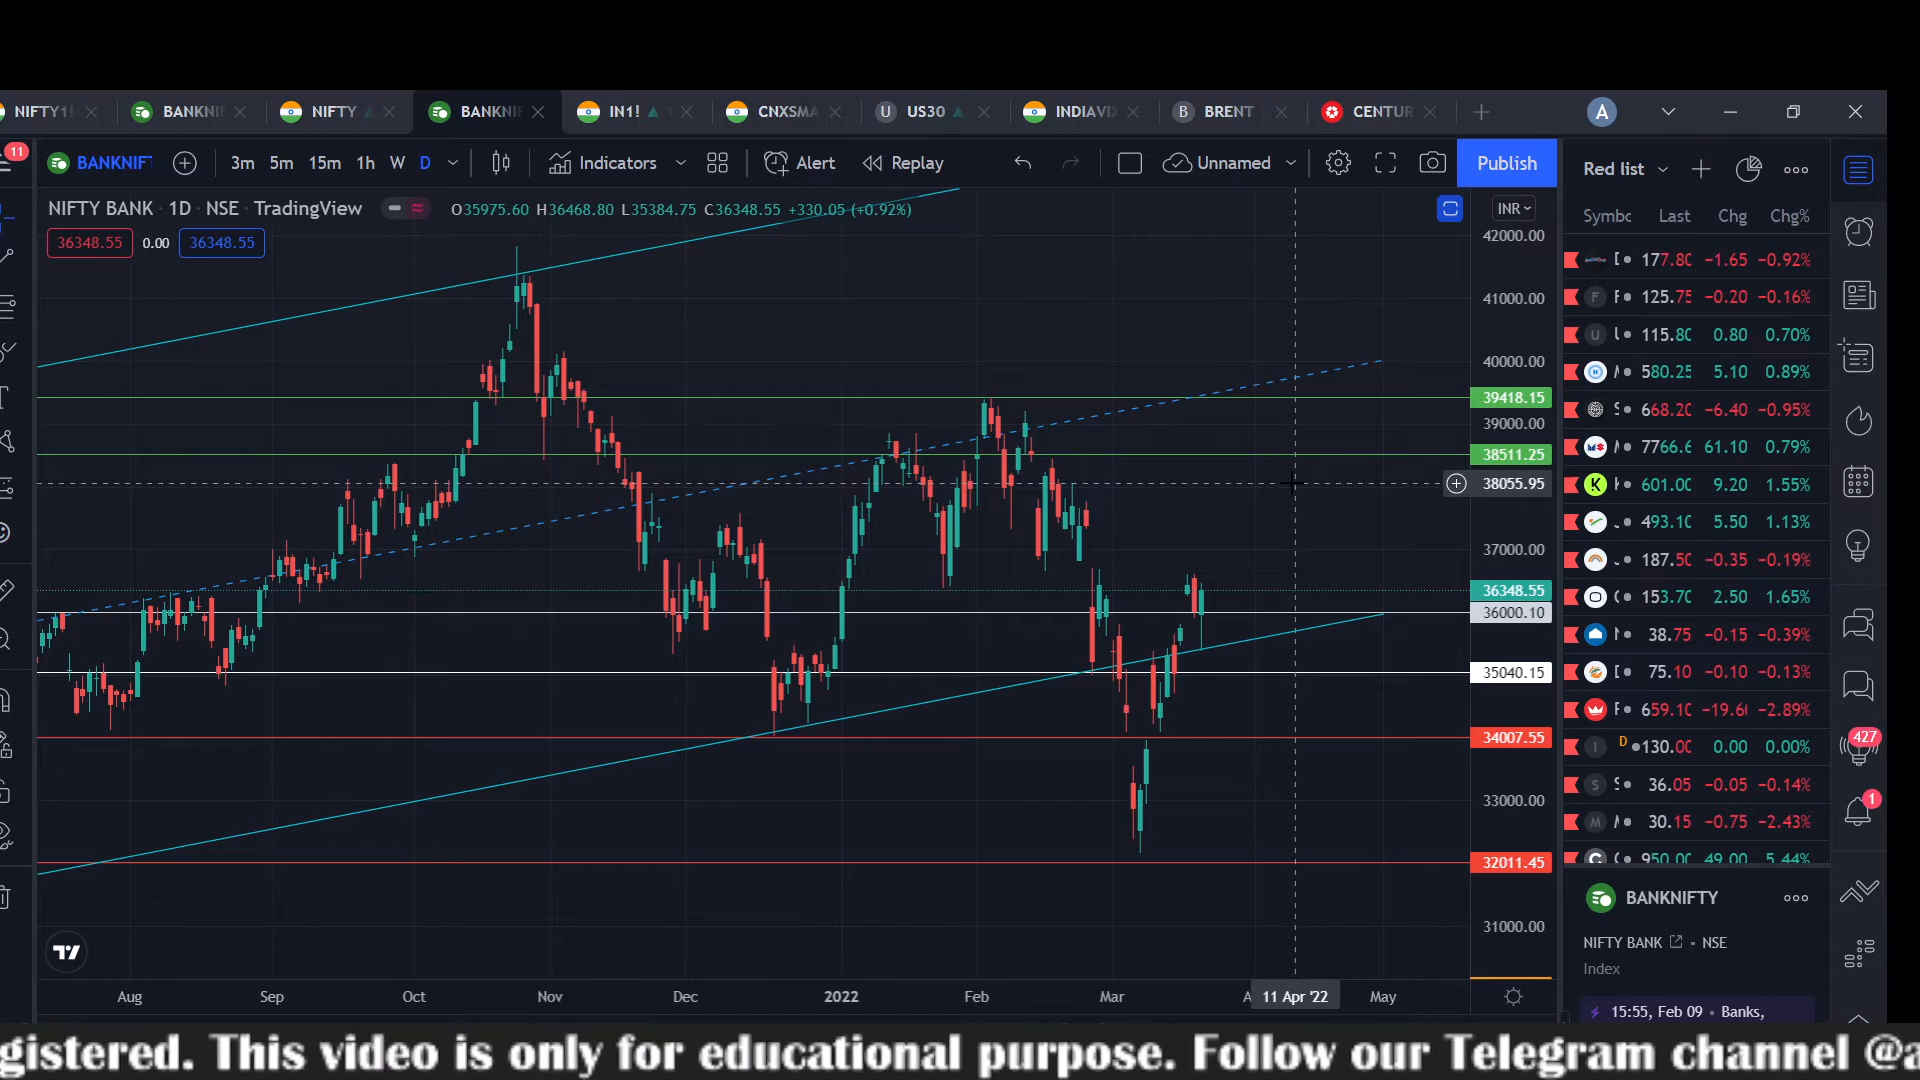 NIFTY1! BANKNI NIFTY BANKNIF IN1! CNXSMA US30 INDIAVIX BRENT CENTUR A
11 BANKNIFT 3m 5m 15m 1h W D Indicators Alert Replay Unnamed Publish Red list
NIFTY BANK · 1D · NSE · TradingView O35975.60 H36468.80 L35384.75 C36348.55 +330.05 (+0.92%) INR
36348.55 0.00 36348.55
Symbc Last Chg Chg%
42000.00
41000.00
40000.00
39418.15
39000.00
38511.25
38055.95
37000.00
36348.55
36000.10
35040.15
34007.55
33000.00
32011.45
31000.00
177.80 −1.65 −0.92%
F 125.75 −0.20 −0.16%
U 115.80 0.80 0.70%
580.25 5.10 0.89%
668.20 −6.40 −0.95%
7766.6 61.10 0.79%
601.00 9.20 1.55%
493.10 5.50 1.13%
187.50 −0.35 −0.19%
153.70 2.50 1.65%
38.75 −0.15 −0.39%
75.10 −0.10 −0.13%
659.10 −19.60 −2.89%
I D 130.00 0.00 0.00%
S 36.05 −0.05 −0.14%
M 30.15 −0.75 −2.43%
950.00 49.00 5.44%
427
1
BANKNIFTY
NIFTY BANK • NSE
Index
15:55, Feb 09 • Banks,
Aug Sep Oct Nov Dec 2022 Feb Mar A 11 Apr '22 May
gistered. This video is only for educational purpose. Follow our Telegram channel @a